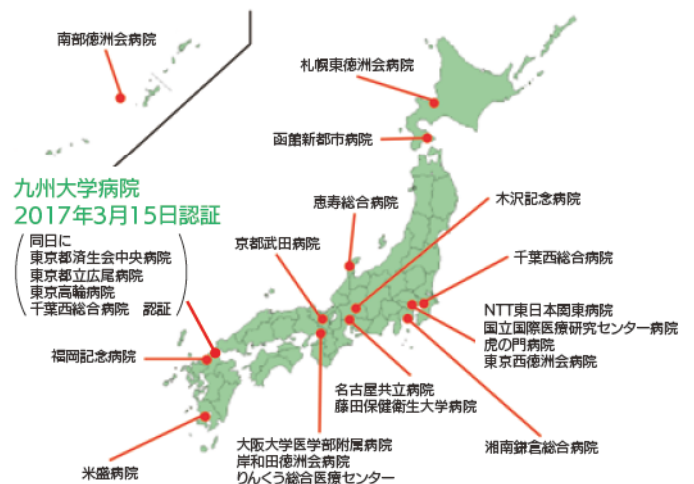 南部徳洲会病院
札幌東徳洲会病院
函館新都市病院
九州大学病院
2017年3月15日認証
同日に
東京都済生会中央病院
東京都立広尾病院
東京高輪病院
千葉西総合病院 認証
恵寿総合病院
木沢記念病院
京都武田病院
千葉西総合病院
NTT東日本関東病院
国立国際医療研究センター病院
虎の門病院
東京西徳洲会病院
福岡記念病院
名古屋共立病院
藤田保健衛生大学病院
湘南鎌倉総合病院
米盛病院
大阪大学医学部附属病院
岸和田徳洲会病院
りんくう総合医療センター